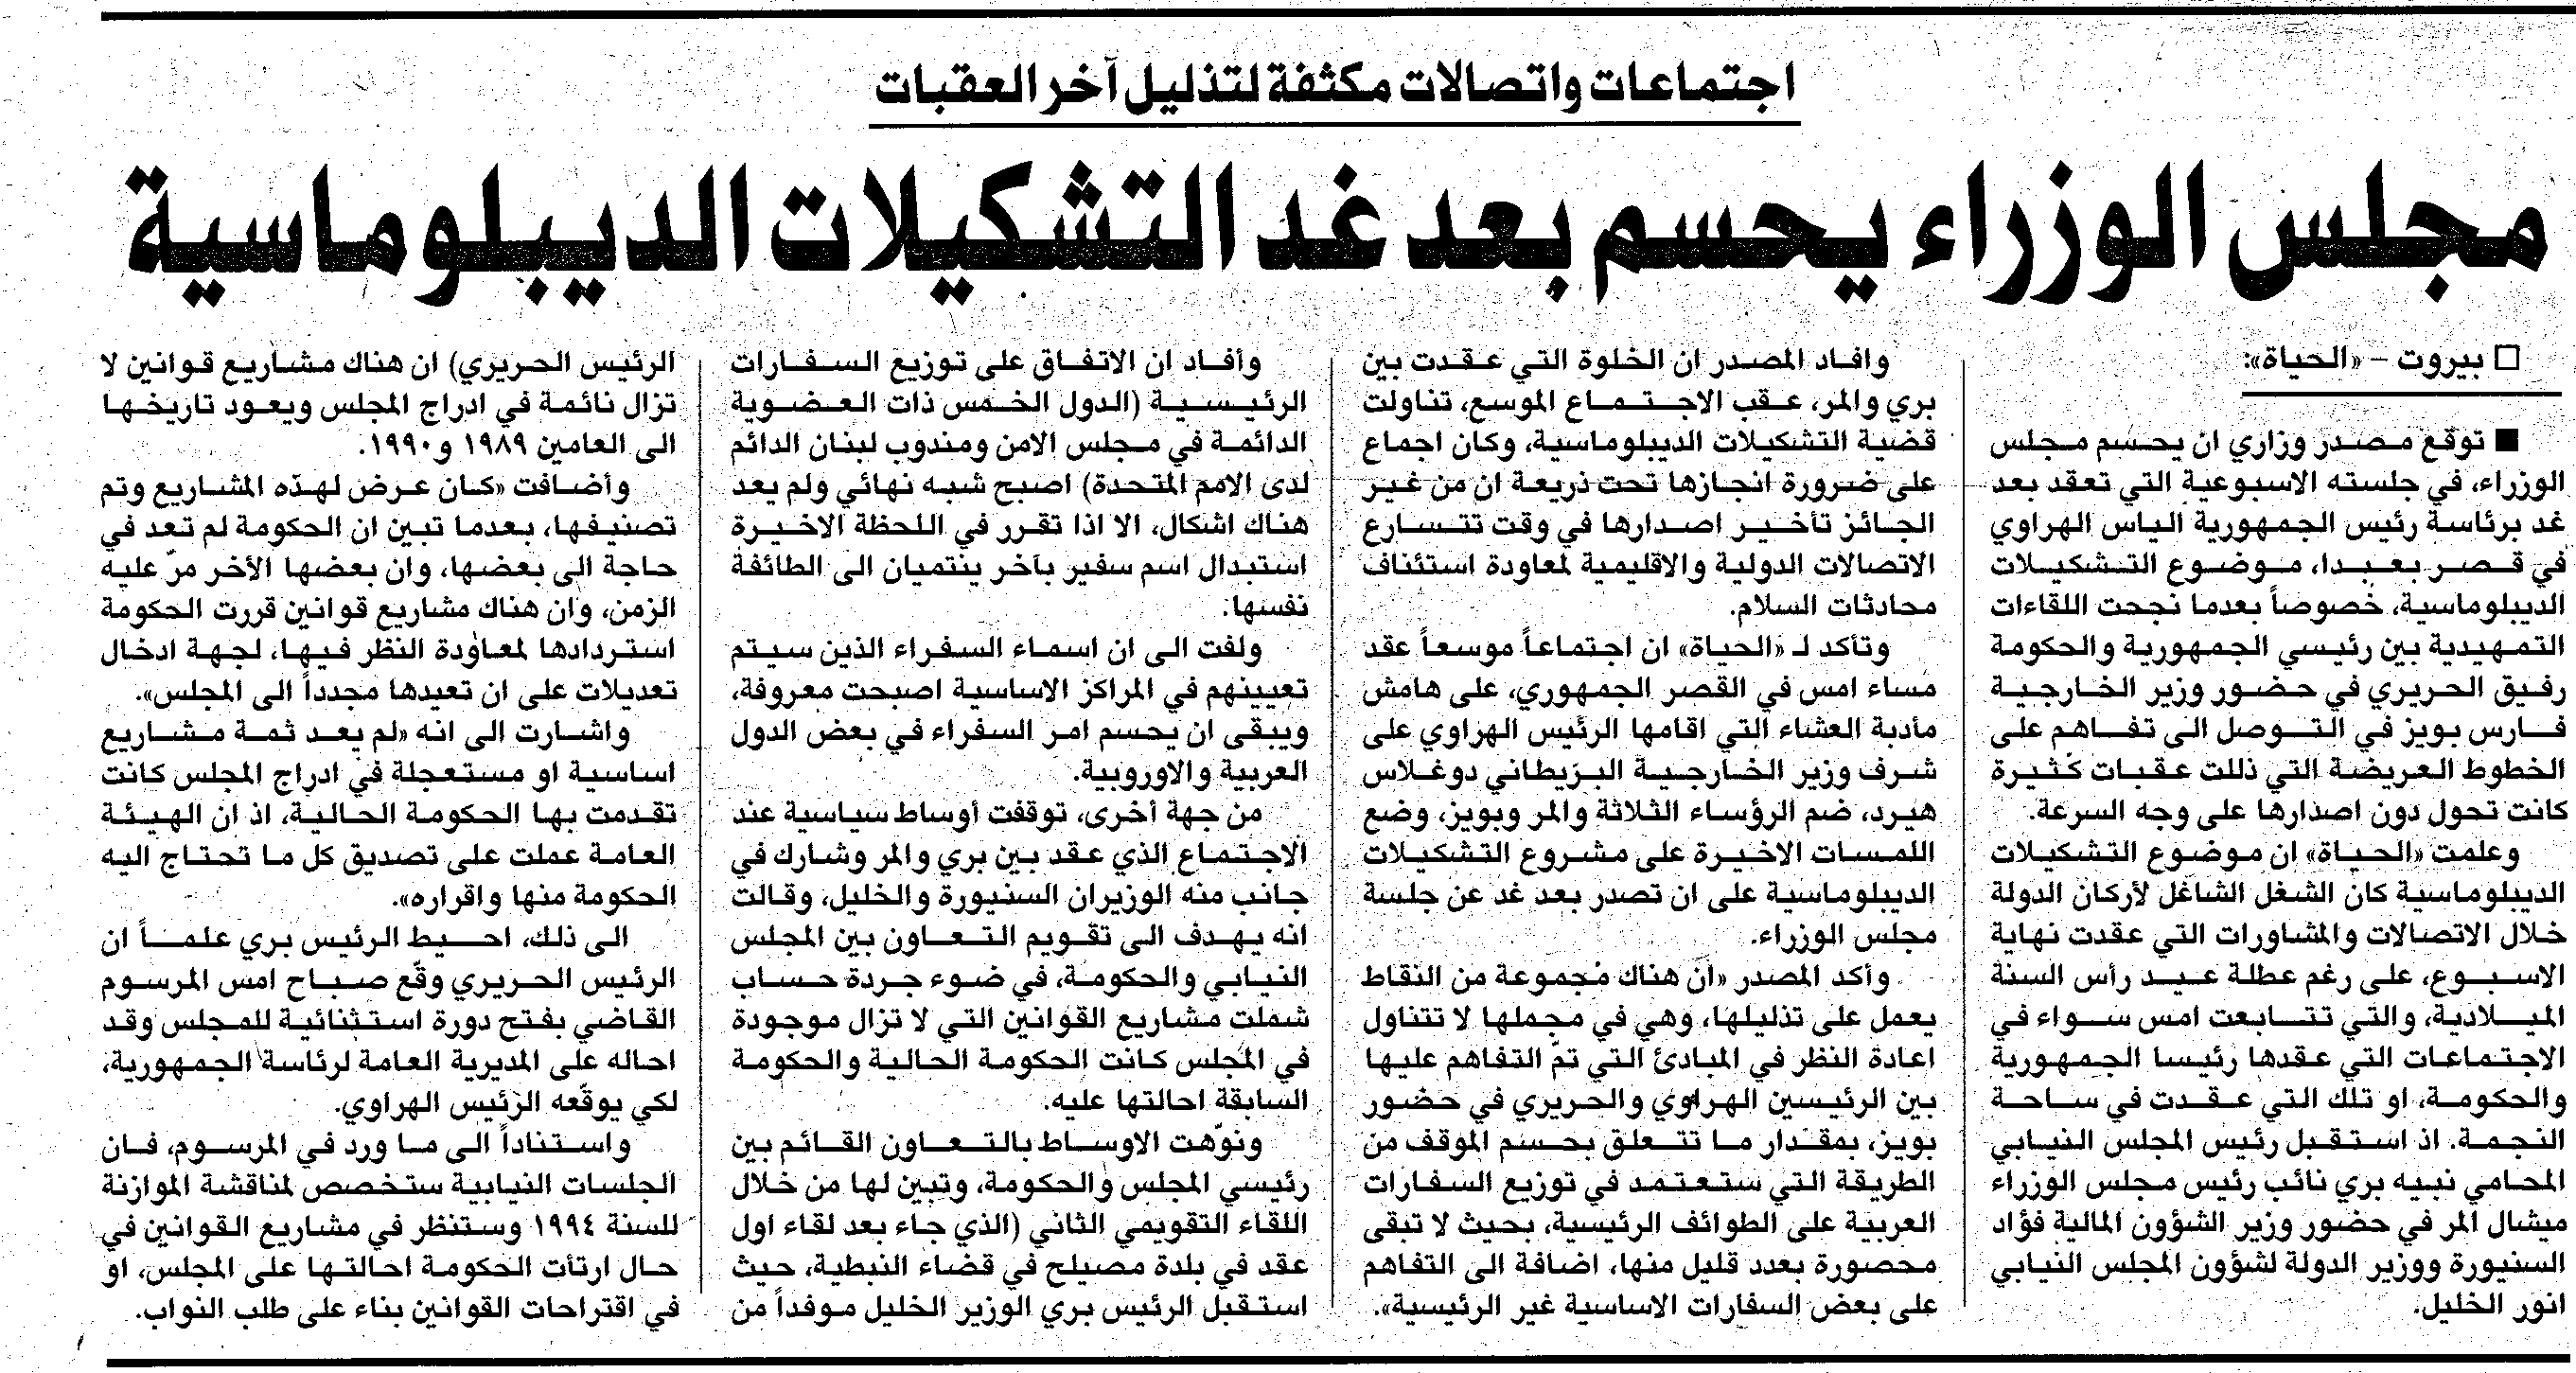 اجتماعات واتصالات مكثفة لتذليل آخر العقبات
مجلس الوزراء يحسم بعد غد التشكيلات الديبلوماسية
□ بيروت – «الحياة»:
■ توقع مصدر وزاري ان يحسم مجلس
الوزراء، في جلسته الاسبوعية التي تعقد بعد
غد برئاسة رئيس الجمهورية الياس الهراوي
في قصر بعبدا، موضوع التشكيلات
الديبلوماسية، خصوصاً بعدما نجحت اللقاءات
التمهيدية بين رئيسي الجمهورية والحكومة
رفيق الحريري في حضور وزير الخارجية
فارس بويز في التوصل الى تفاهم على
الخطوط العريضة التي ذللت عقبات كثيرة
كانت تحول دون اصدارها على وجه السرعة.
وعلمت «الحياة» ان موضوع التشكيلات
الديبلوماسية كان الشغل الشاغل لأركان الدولة
خلال الاتصالات والمشاورات التي عقدت نهاية
الاسبوع، على رغم عطلة عيد رأس السنة
الميلادية، والتي تتابعت امس سواء في
الاجتماعات التي عقدها رئيسا الجمهورية
والحكومة، او تلك التي عقدت في ساحة
النجمة. اذ استقبل رئيس المجلس النيابي
المحامي نبيه بري نائب رئيس مجلس الوزراء
ميشال المر في حضور وزير الشؤون المالية فؤاد
السنيورة ووزير الدولة لشؤون المجلس النيابي
انور الخليل.
وافاد المصدر ان الخلوة التي عقدت بين
بري والمر، عقب الاجتماع الموسع، تناولت
قضية التشكيلات الديبلوماسية، وكان اجماع
على ضرورة انجازها تحت ذريعة ان من غير
الجائز تأخير اصدارها في وقت تتسارع
الاتصالات الدولية والاقليمية لمعاودة استئناف
محادثات السلام.
وتأكد لـ «الحياة» ان اجتماعاً موسعاً عقد
مساء امس في القصر الجمهوري، على هامش
مأدبة العشاء التي اقامها الرئيس الهراوي على
شرف وزير الخارجية البريطاني دوغلاس
هيرد، ضم الرؤساء الثلاثة والمر وبويز، وضع
اللمسات الاخيرة على مشروع التشكيلات
الديبلوماسية على ان تصدر بعد غد عن جلسة
مجلس الوزراء.
وأكد المصدر «ان هناك مجموعة من النقاط
يعمل على تذليلها، وهي في مجملها لا تتناول
اعادة النظر في المبادئ التي تمّ التفاهم عليها
بين الرئيسين الهراوي والحريري في حضور
بويز، بمقدار ما تتعلق بحسم الموقف من
الطريقة التي ستعتمد في توزيع السفارات
العربية على الطوائف الرئيسية، بحيث لا تبقى
محصورة بعدد قليل منها، اضافة الى التفاهم
على بعض السفارات الاساسية غير الرئيسية».
وأفاد ان الاتفاق على توزيع السفارات
الرئيسية (الدول الخمس ذات العضوية
الدائمة في مجلس الامن ومندوب لبنان الدائم
لدى الامم المتحدة) اصبح شبه نهائي ولم يعد
هناك اشكال، الا اذا تقرر في اللحظة الاخيرة
استبدال اسم سفير بآخر ينتميان الى الطائفة
نفسها.
ولفت الى ان اسماء السفراء الذين سيتم
تعيينهم في المراكز الاساسية اصبحت معروفة،
ويبقى ان يحسم امر السفراء في بعض الدول
العربية والاوروبية.
من جهة أخرى، توقفت أوساط سياسية عند
الاجتماع الذي عقد بين بري والمر وشارك في
جانب منه الوزيران السنيورة والخليل، وقالت
انه يهدف الى تقويم التعاون بين المجلس
النيابي والحكومة، في ضوء جردة حساب
شملت مشاريع القوانين التي لا تزال موجودة
في المجلس كانت الحكومة الحالية والحكومة
السابقة احالتها عليه.
ونوّهت الاوساط بالتعاون القائم بين
رئيسي المجلس والحكومة، وتبين لها من خلال
اللقاء التقويمي الثاني (الذي جاء بعد لقاء اول
عقد في بلدة مصيلح في قضاء النبطية، حيث
استقبل الرئيس بري الوزير الخليل موفداً من
الرئيس الحريري) ان هناك مشاريع قوانين لا
تزال نائمة في ادراج المجلس ويعود تاريخها
الى العامين ١٩٨٩ و١٩٩٠.
وأضافت «كان عرض لهذه المشاريع وتم
تصنيفها، بعدما تبين ان الحكومة لم تعد في
حاجة الى بعضها، وان بعضها الأخر مرّ عليه
الزمن، وان هناك مشاريع قوانين قررت الحكومة
استردادها لمعاودة النظر فيها، لجهة ادخال
تعديلات على ان تعيدها مجدداً الى المجلس».
واشارت الى انه «لم يعد ثمة مشاريع
اساسية او مستعجلة في ادراج المجلس كانت
تقدمت بها الحكومة الحالية، اذ ان الهيئة
العامة عملت على تصديق كل ما تحتاج اليه
الحكومة منها واقراره».
الى ذلك، احيط الرئيس بري علماً ان
الرئيس الحريري وقّع صباح امس المرسوم
القاضي بفتح دورة استثنائية للمجلس وقد
احاله على المديرية العامة لرئاسة الجمهورية،
لكي يوقّعه الرئيس الهراوي.
واستناداً الى ما ورد في المرسوم، فان
الجلسات النيابية ستخصص لمناقشة الموازنة
للسنة ١٩٩٤ وستنظر في مشاريع القوانين في
حال ارتأت الحكومة احالتها على المجلس، او
في اقتراحات القوانين بناء على طلب النواب.